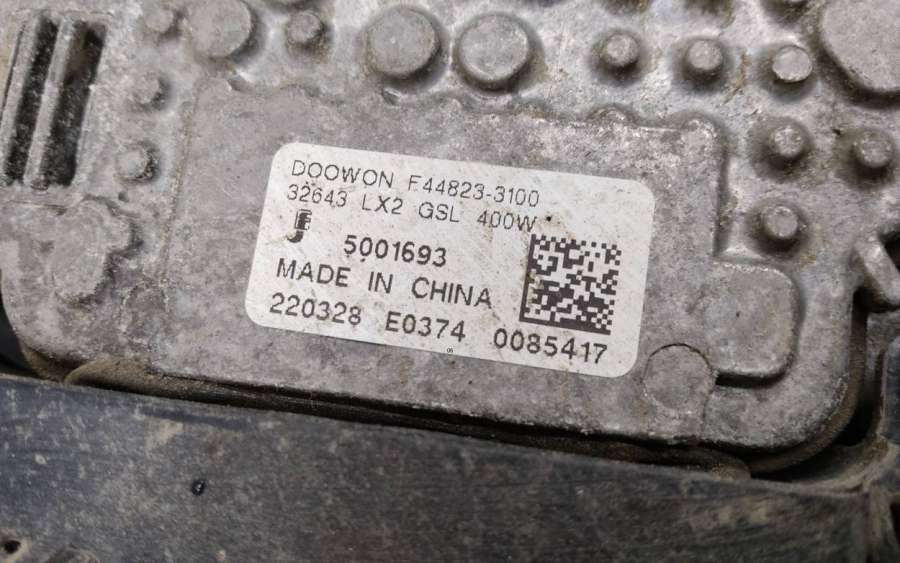 DOOWON F44823-3100
32643 LX2 GSL 400W
5001693
MADE IN CHINA
220328 E0374 0085417